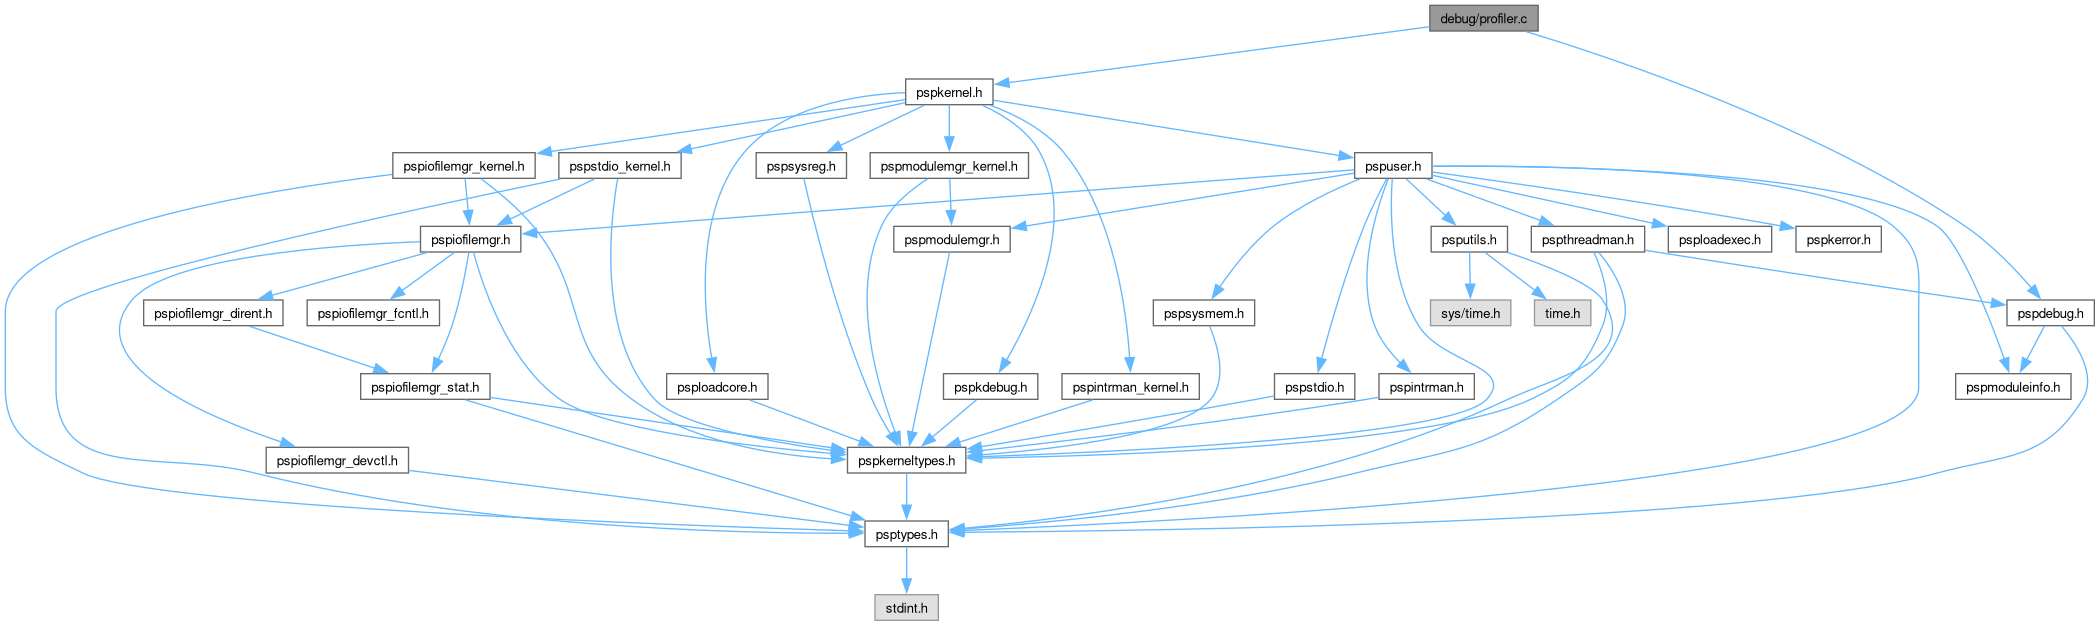 debug/profiler.c
pspkernel.h
pspiofilemgr_kernel.h
pspstdio_kernel.h
pspsysreg.h
pspmodulemgr_kernel.h
pspuser.h
pspiofilemgr.h
pspmodulemgr.h
psputils.h
pspthreadman.h
psploadexec.h
pspkerror.h
pspiofilemgr_dirent.h
pspiofilemgr_fcntl.h
pspsysmem.h
sys/time.h
time.h
pspdebug.h
pspiofilemgr_stat.h
psploadcore.h
pspkdebug.h
pspintrman_kernel.h
pspstdio.h
pspintrman.h
pspmoduleinfo.h
pspiofilemgr_devctl.h
pspkerneltypes.h
psptypes.h
stdint.h